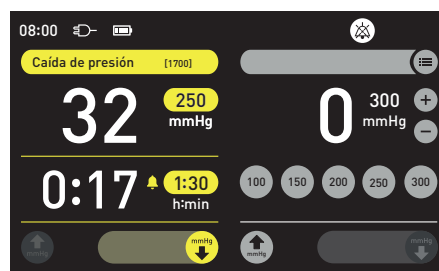 08:00
Caída de presión [1700]
32 250 mmHg
0 300 mmHg
0:17 1:30 h:min
100 150 200 250 300
mmHg mmHg mmHg mmHg